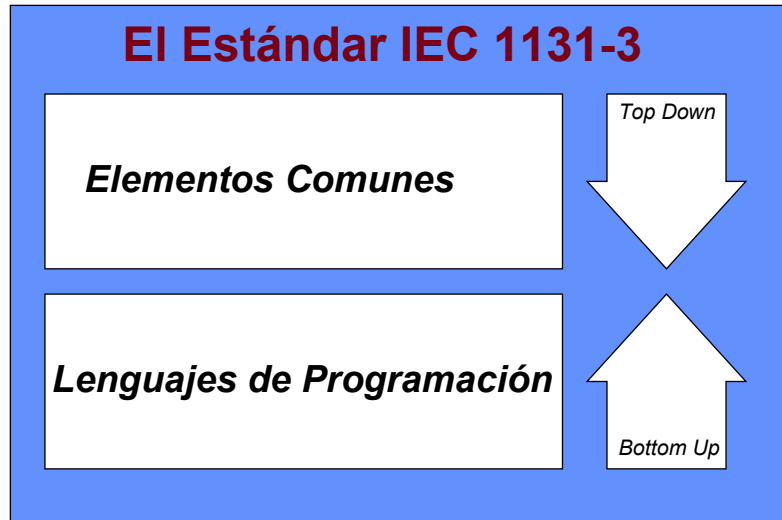 El Estándar IEC 1131-3
Elementos Comunes
Top Down
Lenguajes de Programación
Bottom Up